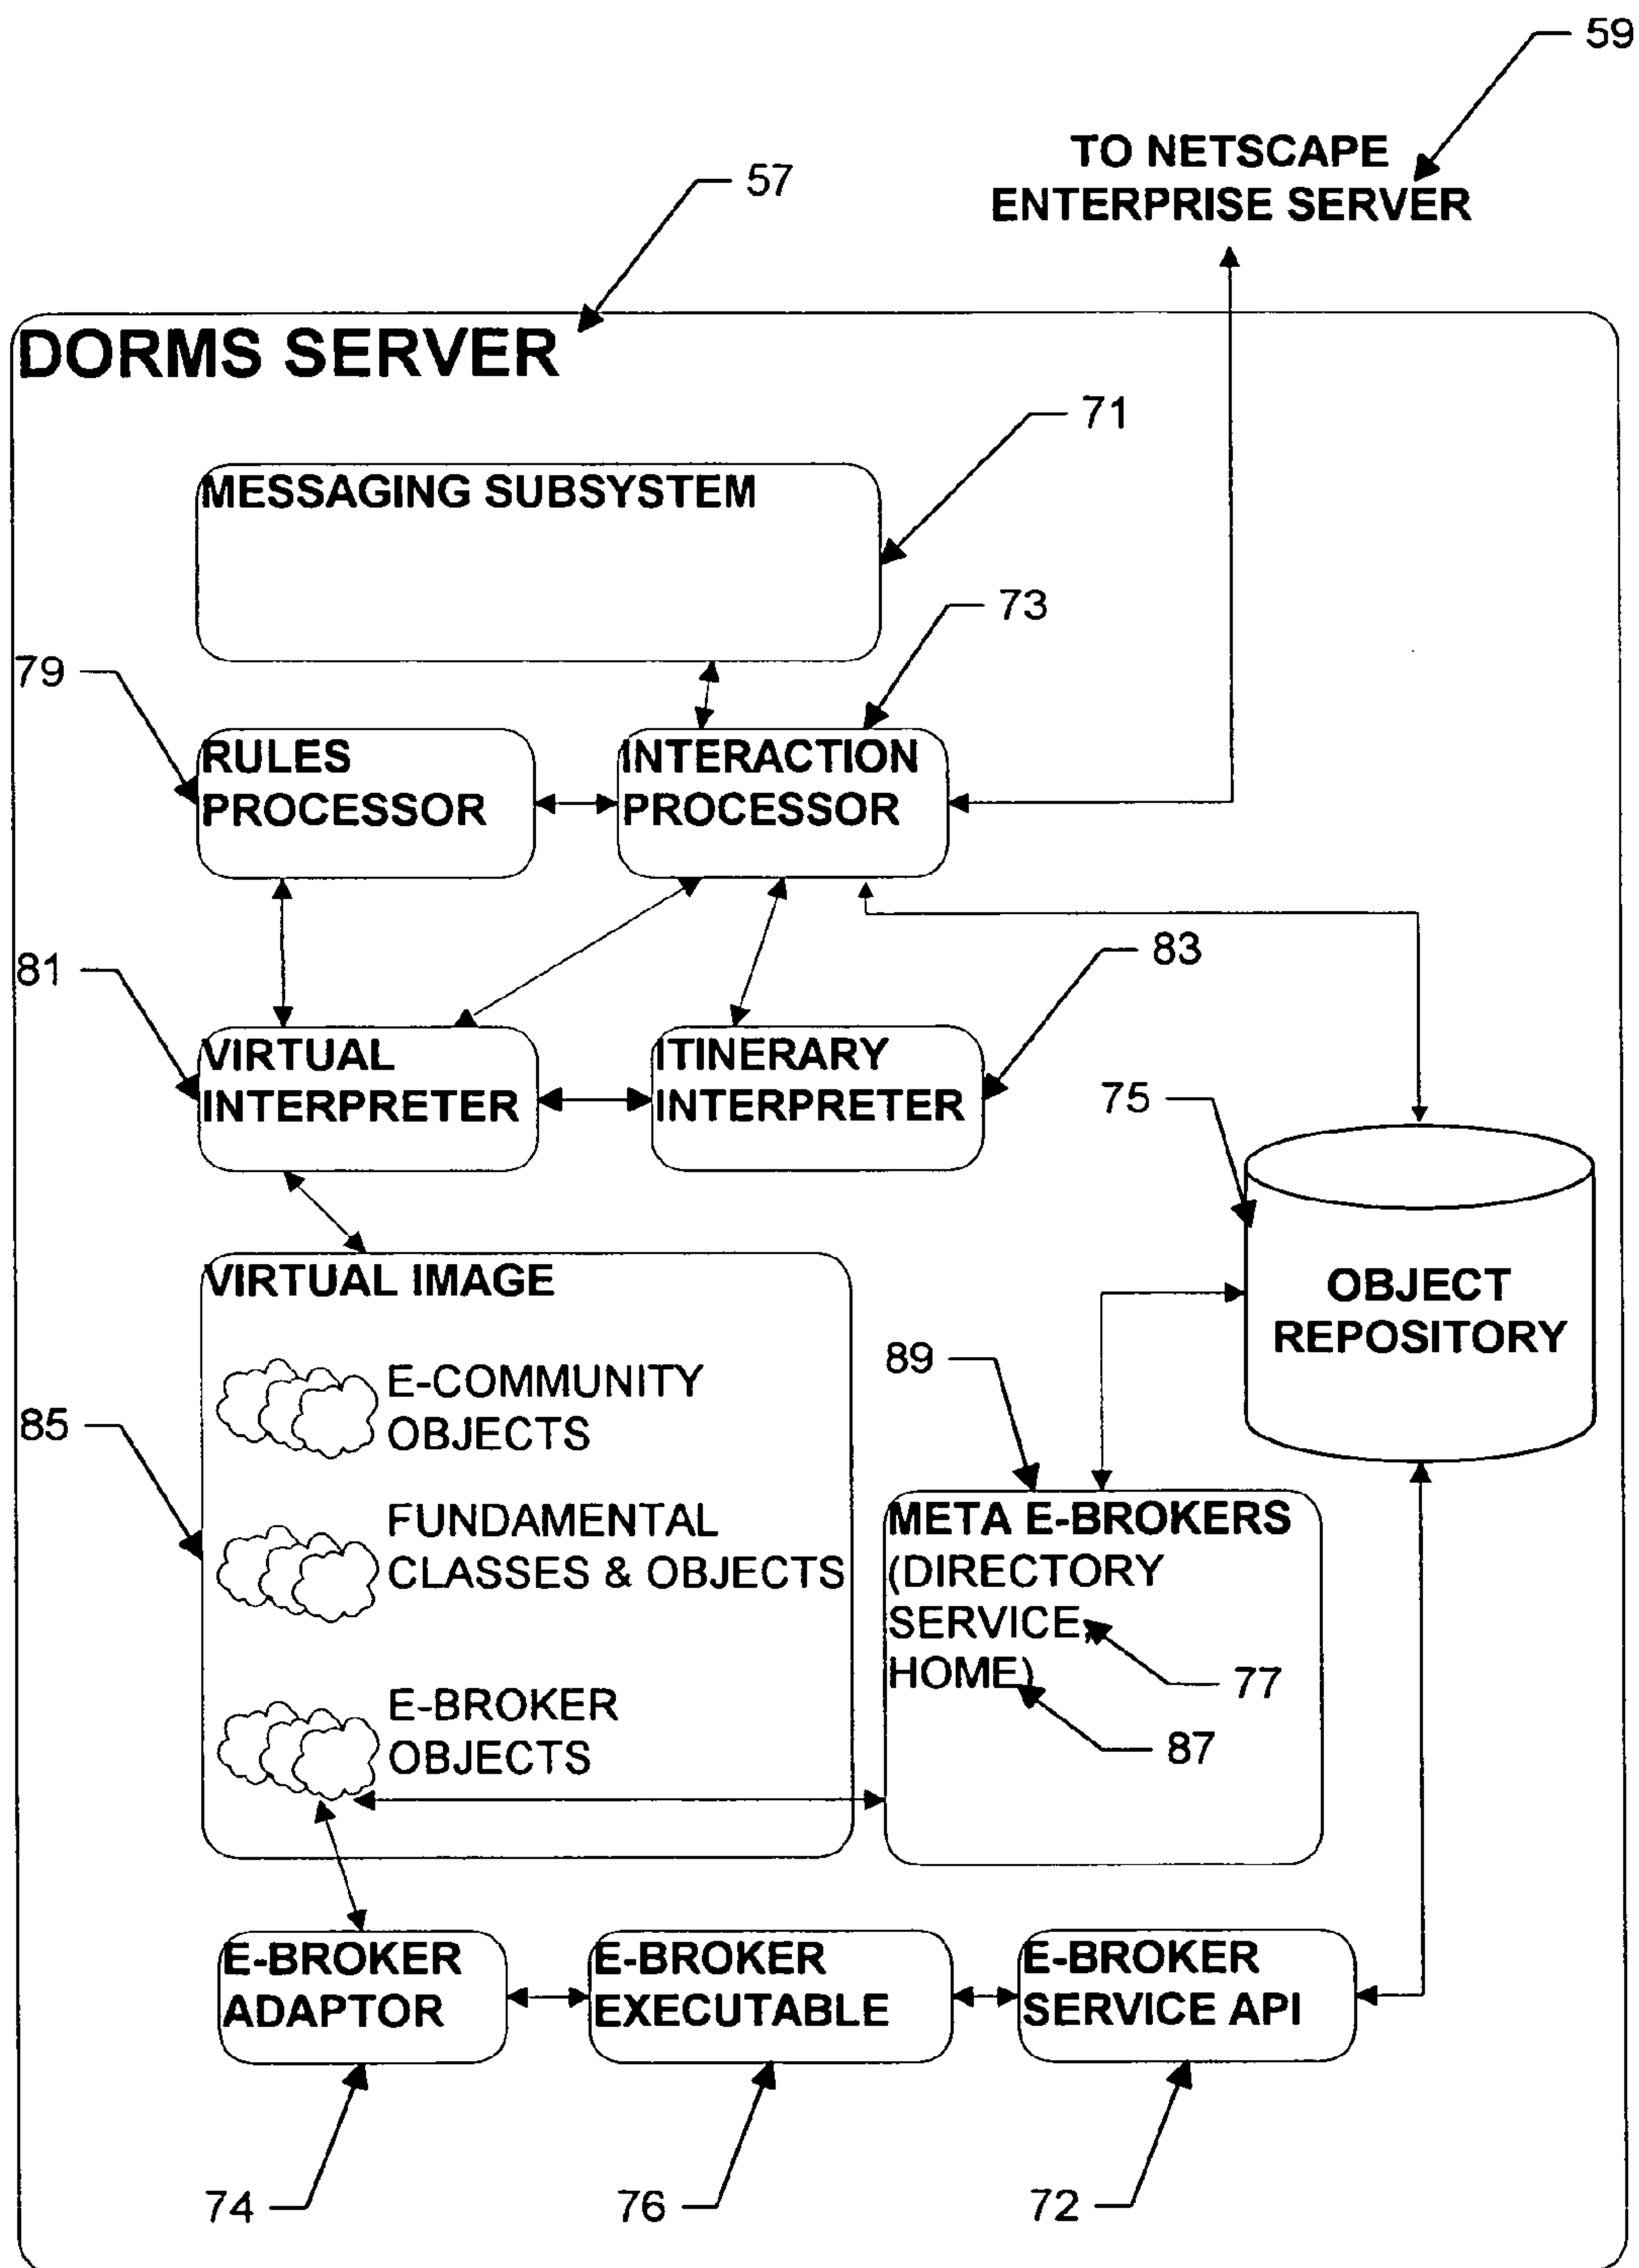 59
TO NETSCAPE
ENTERPRISE SERVER
57
DORMS SERVER
71
MESSAGING SUBSYSTEM
73
79
RULES
PROCESSOR
INTERACTION
PROCESSOR
81
83
VIRTUAL
INTERPRETER
ITINERARY
INTERPRETER
75
OBJECT
REPOSITORY
VIRTUAL IMAGE
E-COMMUNITY
OBJECTS
85
FUNDAMENTAL
CLASSES & OBJECTS
E-BROKER
OBJECTS
89
META E-BROKERS
(DIRECTORY
SERVICE,
HOME)
77
87
E-BROKER
ADAPTOR
E-BROKER
EXECUTABLE
E-BROKER
SERVICE API
74
76
72